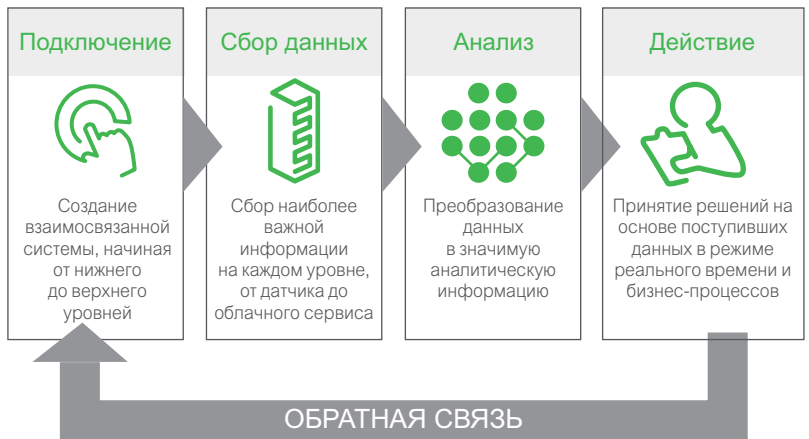 Подключение
Создание
взаимосвязанной
системы, начиная
от нижнего
до верхнего
уровней
Сбор данных
Сбор наиболее
важной
информации
на каждом уровне,
от датчика до
облачного сервиса
Анализ
Преобразование
данных
в значимую
аналитическую
информацию
Действие
Принятие решений на
основе поступивших
данных в режиме
реального времени и
бизнес-процессов
ОБРАТНАЯ СВЯЗЬ